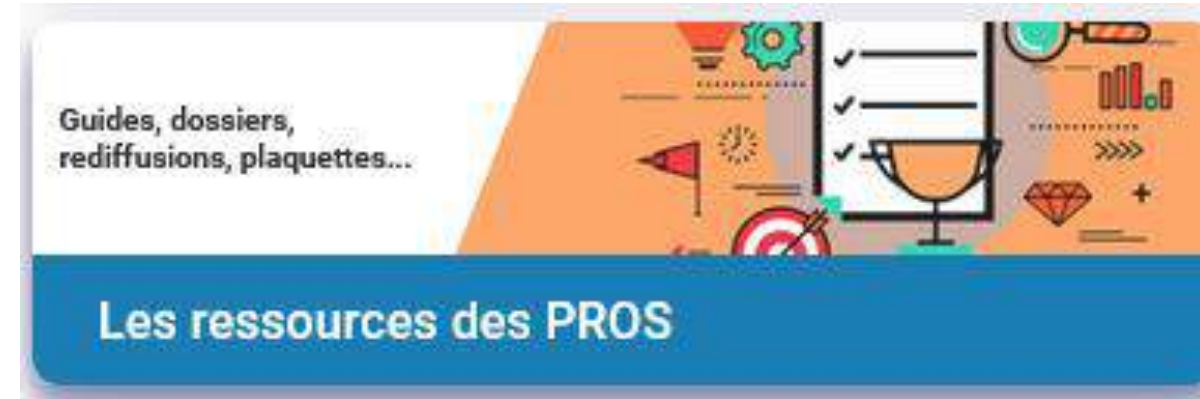 Guides, dossiers,
rediffusions, plaquettes...
Les ressources des PROS